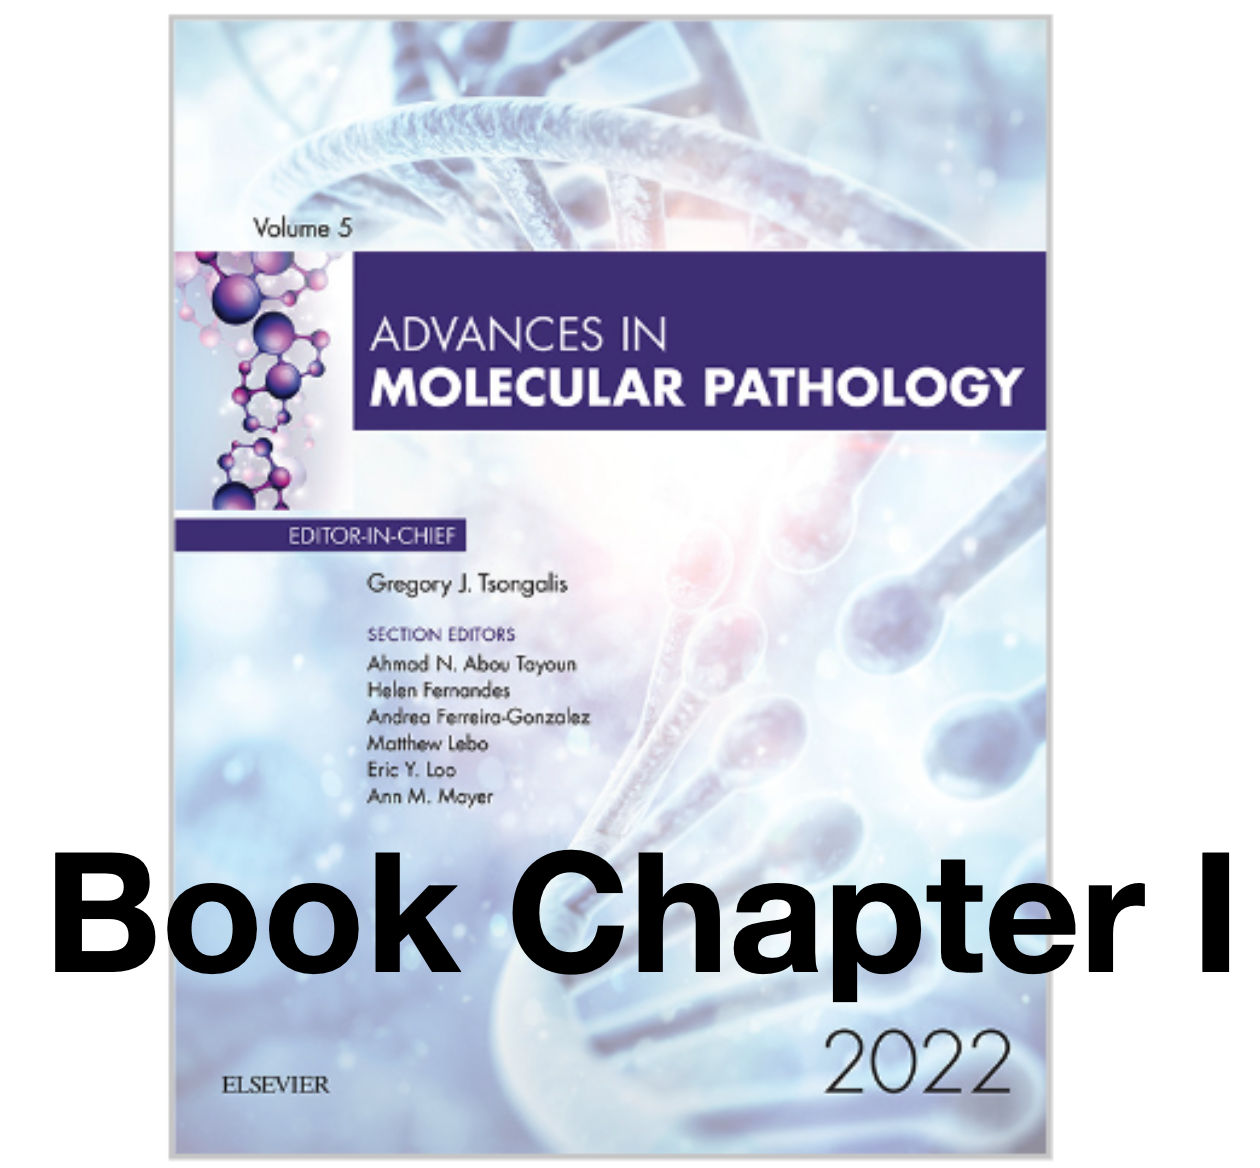 Volume 5
ADVANCES IN
MOLECULAR PATHOLOGY
EDITOR-IN-CHIEF
Gregory J. Tsongalis
SECTION EDITORS
Ahmad N. Abou Tayoun
Helen Fernandes
Andrea Ferreira-Gonzalez
Matthew Lebo
Eric Y. Loo
Ann M. Moyer
Book Chapter I
2022
ELSEVIER